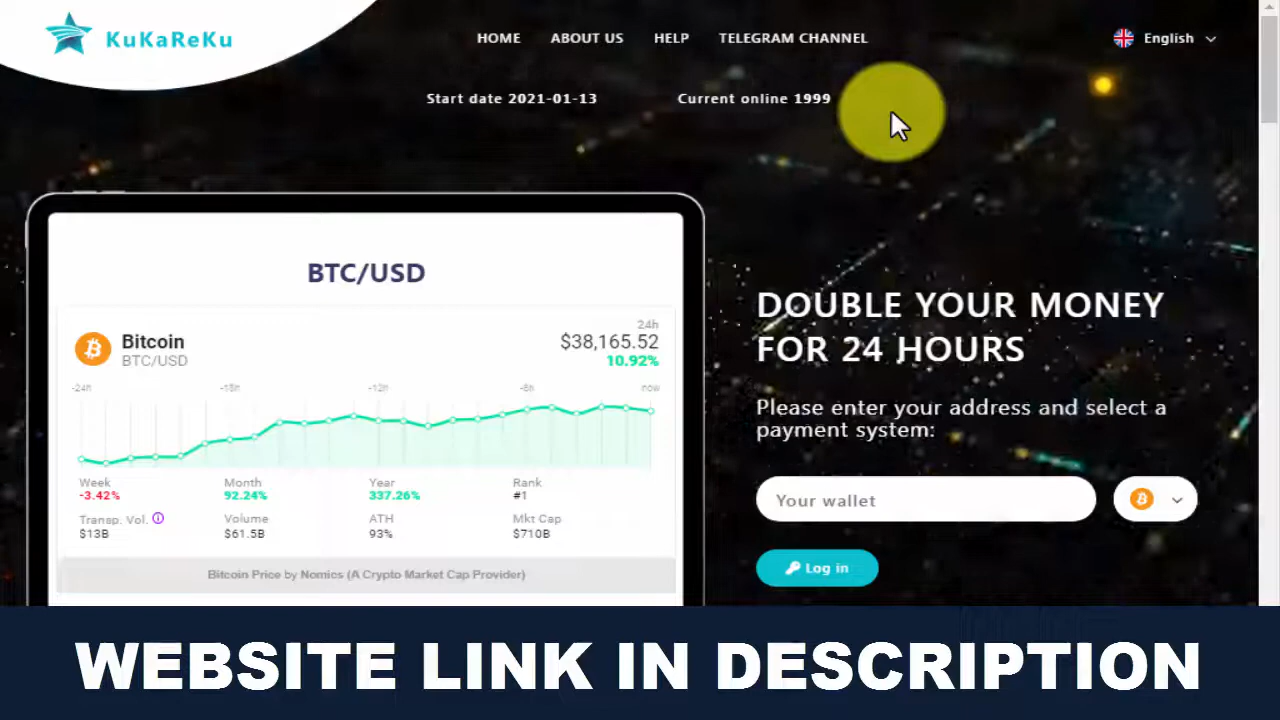 KuKaReKu
HOME ABOUT US HELP TELEGRAM CHANNEL
English
Start date 2021-01-13 Current online 1999
BTC/USD
24h
Bitcoin $38,165.52
BTC/USD 10.92%
-24h -18h -12h -6h now
Week Month Year Rank
-3.42% 92.24% 337.26% #1
Transp. Vol. Volume ATH Mkt Cap
$13B $61.5B 93% $710B
Bitcoin Price by Nomics (A Crypto Market Cap Provider)
DOUBLE YOUR MONEY
FOR 24 HOURS
Please enter your address and select a
payment system:
Your wallet
Log in
WEBSITE LINK IN DESCRIPTION